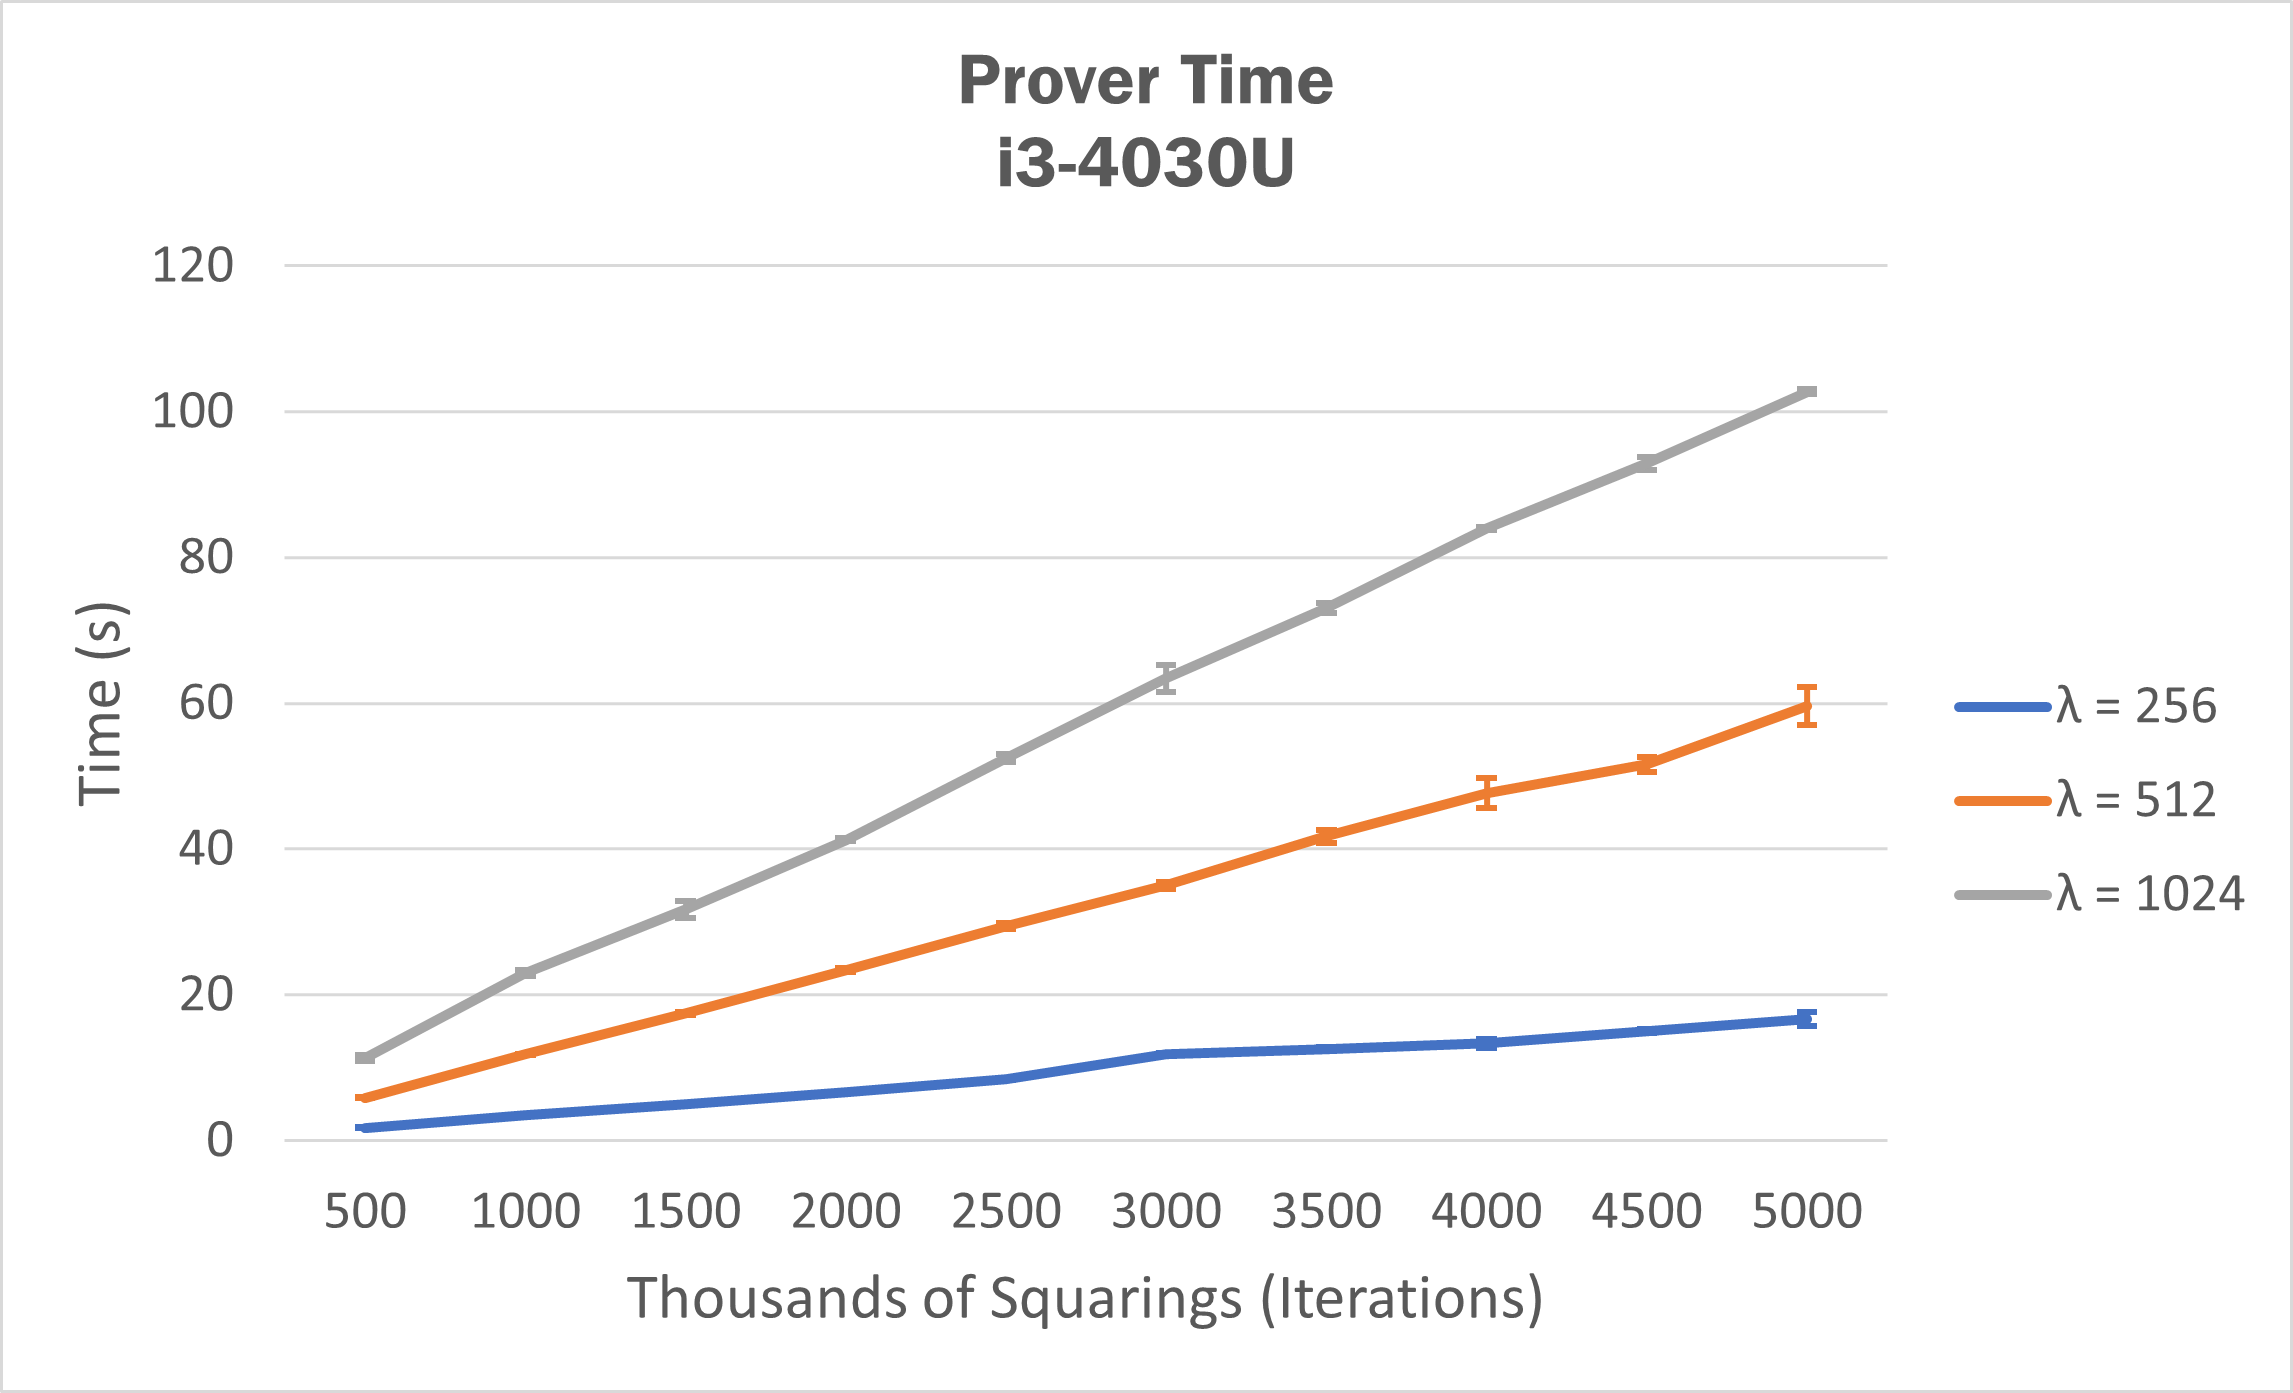 Prover Time
i3-4030U
120
100
80
60
40
20
0
Time (s)
500 1000 1500 2000 2500 3000 3500 4000 4500 5000
Thousands of Squarings (Iterations)
λ = 256
λ = 512
λ = 1024